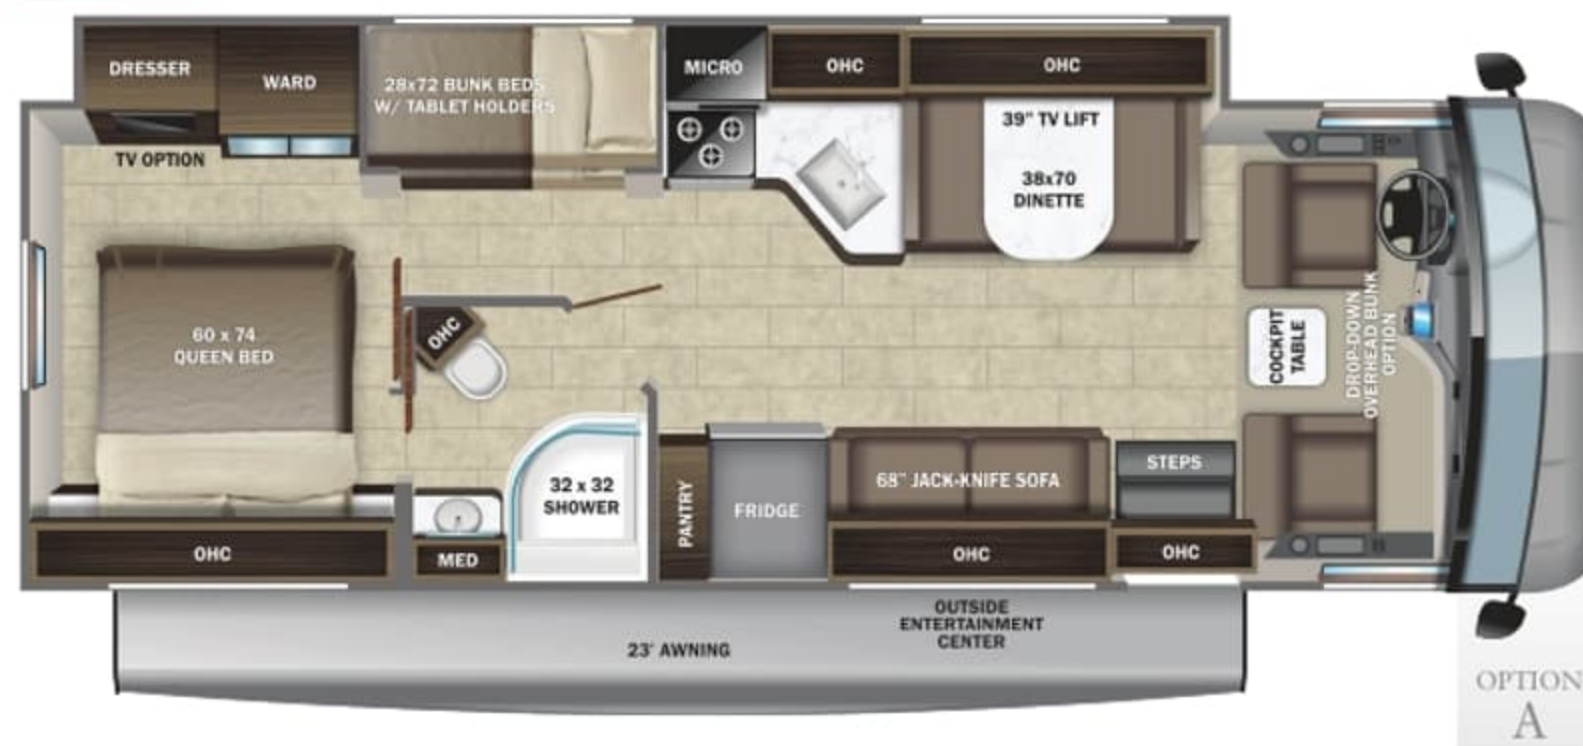 DRESSER
WARD
28x72 BUNK BEDS
W/ TABLET HOLDERS
MICRO
OHC
OHC
39" TV LIFT
TV OPTION
38x70
DINETTE
OHC
60 x 74
QUEEN BED
COCKPIT
TABLE
DROP-DOWN
OVERHEAD BUNK
OPTION
32 x 32
SHOWER
PANTRY
FRIDGE
68" JACK-KNIFE SOFA
STEPS
OHC
MED
OHC
OHC
OUTSIDE
ENTERTAINMENT
CENTER
23' AWNING
OPTION
A